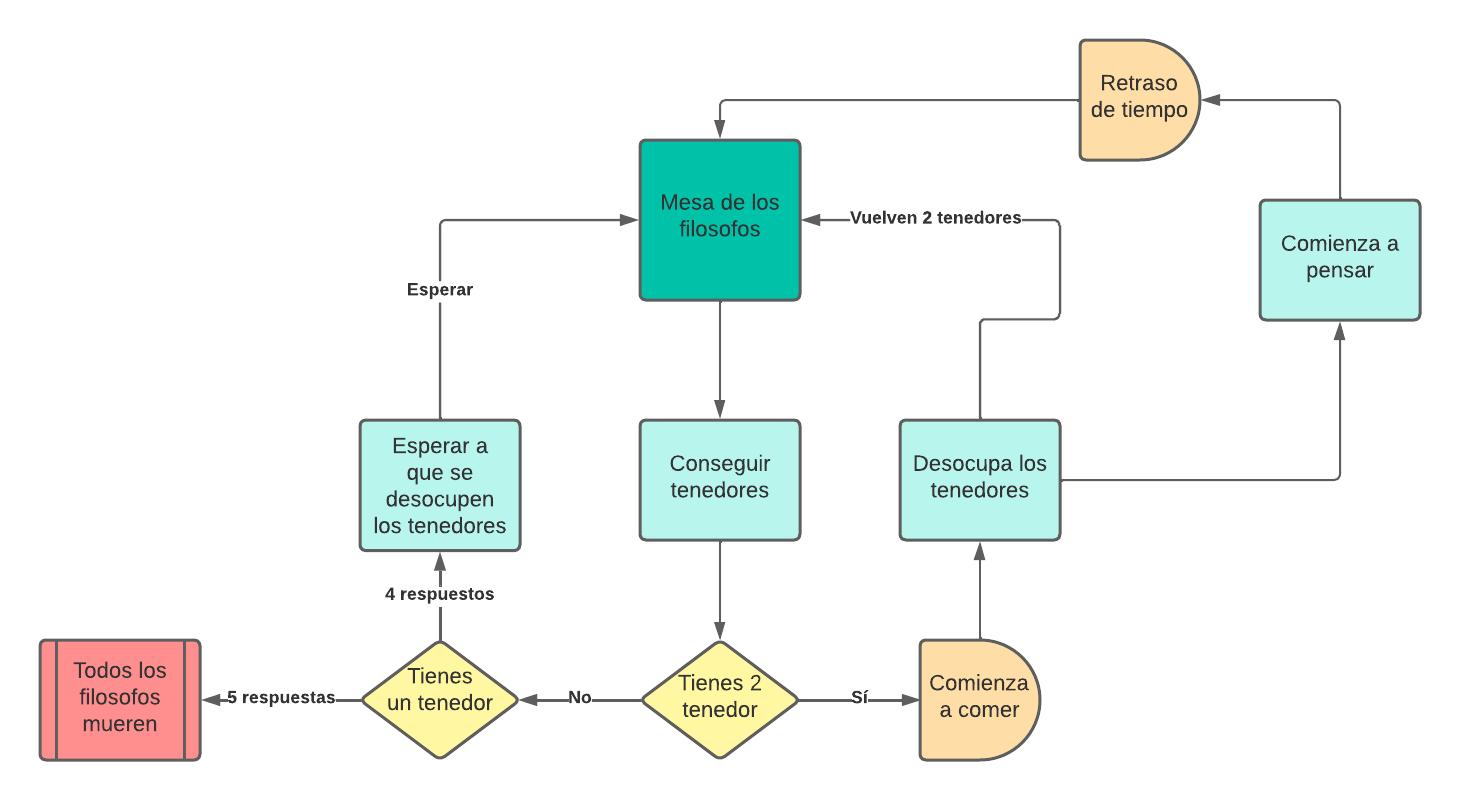 Retraso
de tiempo
Mesa de los
filosofos
Vuelven 2 tenedores
Comienza a
pensar
Esperar
Esperar a
que se
desocupen
los tenedores
Conseguir
tenedores
Desocupa los
tenedores
4 respuestos
Todos los
filosofos
mueren
5 respuestas
Tienes
un tenedor
No
Tienes 2
tenedor
Sí
Comienza
a comer